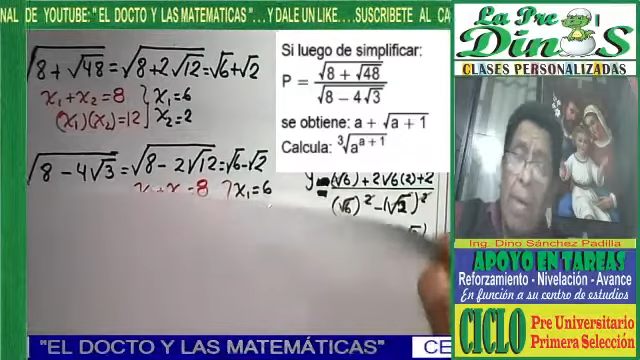 NAL DE YOUTUBE: " EL DOCTO Y LAS MATEMATICAS" ...Y DALE UN LIKE....SUSCRIBETE AL CA
√(8 + √48) = √(8 + 2√12) = √6 + √2
x₁ + x₂ = 8 } x₁ = 6
(x₁)(x₂) = 12 } x₂ = 2
√(8 − 4√3) = √(8 − 2√12) = √6 − √2
x₁ = 6
Si luego de simplificar:
P = √(8 + √48) / √(8 − 4√3)
se obtiene: a + √(a + 1)
Calcula: ³√(a^(a + 1))
La Pre
Dino S
CLASES PERSONALIZADAS
Ing. Dino Sánchez Padilla
APOYO EN TAREAS
Reforzamiento - Nivelación - Avance
En función a su centro de estudios
CICLO Pre Universitario
Primera Selección
"EL DOCTO Y LAS MATEMÁTICAS"
CE